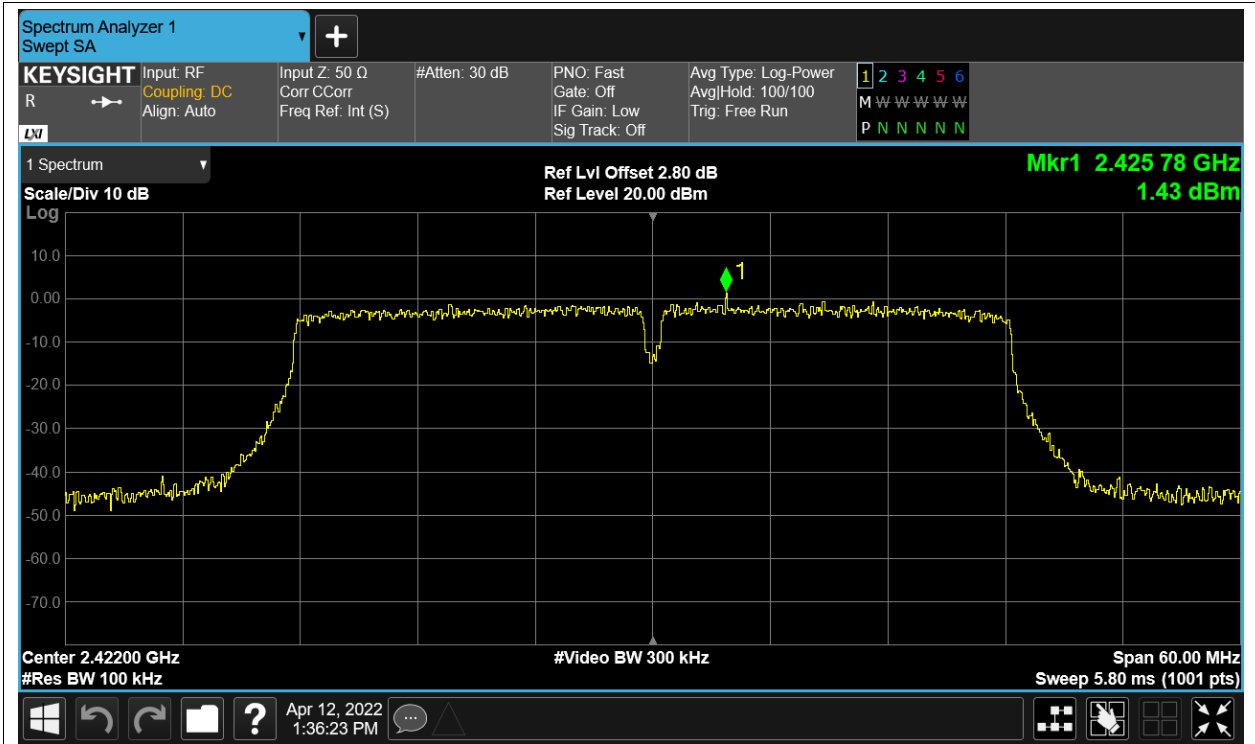 Spectrum Analyzer 1
Swept SA
+
KEYSIGHT
R
LXI
Input: RF
Coupling: DC
Align: Auto
Input Z: 50 Ω
Corr CCorr
Freq Ref: Int (S)
#Atten: 30 dB
PNO: Fast
Gate: Off
IF Gain: Low
Sig Track: Off
Avg Type: Log-Power
Avg|Hold: 100/100
Trig: Free Run
1 2 3 4 5 6
M W W W W W
P N N N N N
1 Spectrum
Scale/Div 10 dB
Log
Ref Lvl Offset 2.80 dB
Ref Level 20.00 dBm
Mkr1 2.425 78 GHz
1.43 dBm
1
10.0
0.00
-10.0
-20.0
-30.0
-40.0
-50.0
-60.0
-70.0
Center 2.42200 GHz
#Res BW 100 kHz
#Video BW 300 kHz
Span 60.00 MHz
Sweep 5.80 ms (1001 pts)
?
Apr 12, 2022
1:36:23 PM